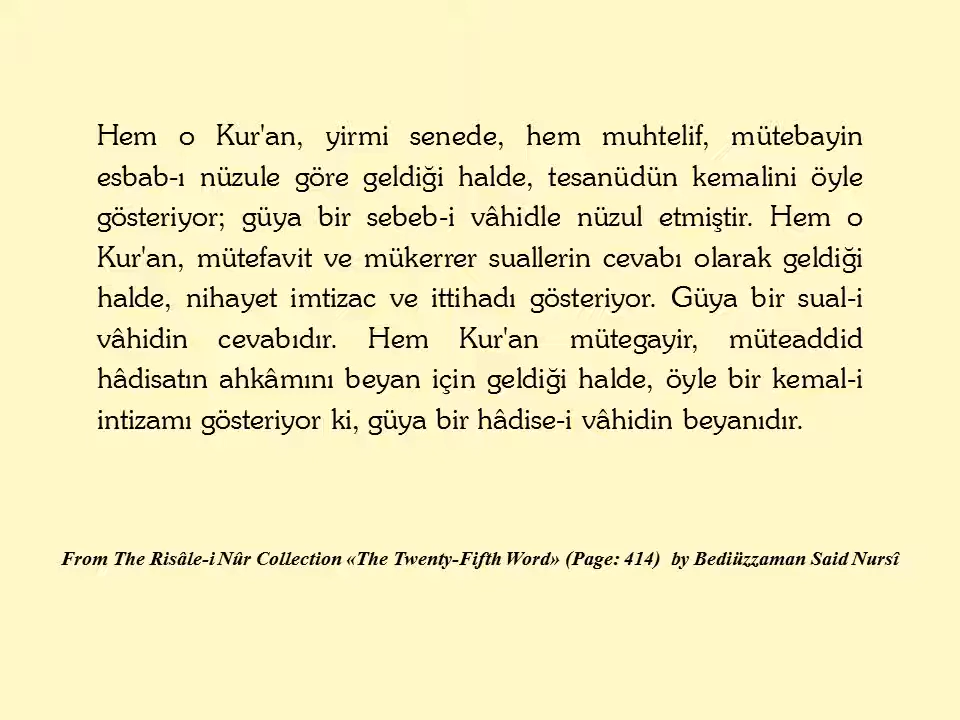 Hem o Kur'an, yirmi senede, hem muhtelif, mütebayin
esbab-ı nüzule göre geldiği halde, tesanüdün kemalini öyle
gösteriyor; güya bir sebeb-i vâhidle nüzul etmiştir. Hem o
Kur'an, mütefavit ve mükerrer suallerin cevabı olarak geldiği
halde, nihayet imtizac ve ittihadı gösteriyor. Güya bir sual-i
vâhidin cevabıdır. Hem Kur'an mütegayir, müteaddid
hâdisatın ahkâmını beyan için geldiği halde, öyle bir kemal-i
intizamı gösteriyor ki, güya bir hâdise-i vâhidin beyanıdır.
From The Risâle-i Nûr Collection «The Twenty-Fifth Word» (Page: 414) by Bediüzzaman Said Nursî